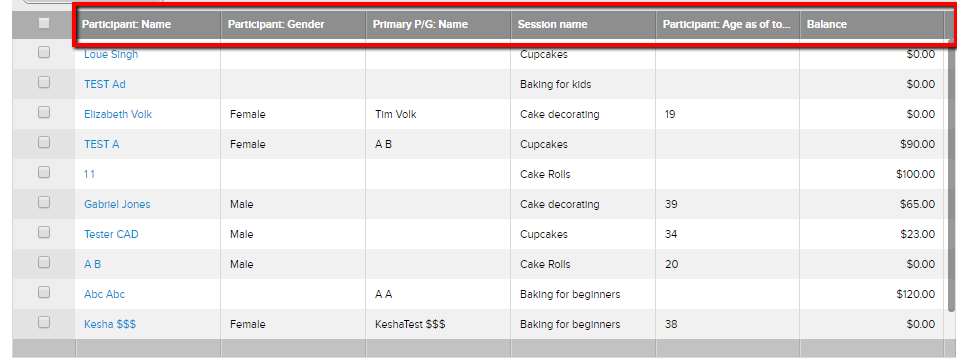 Participant: Name Participant: Gender Primary P/G: Name Session name Participant: Age as of to... Balance
Loue Singh Cupcakes $0.00
TEST Ad Baking for kids $0.00
Elizabeth Volk Female Tim Volk Cake decorating 19 $0.00
TEST A Female A B Cupcakes $90.00
1 1 Cake Rolls $100.00
Gabriel Jones Male Cake decorating 39 $65.00
Tester CAD Male Cupcakes 34 $23.00
A B Male Cake Rolls 20 $0.00
Abc Abc A A Baking for beginners $120.00
Kesha $$$ Female KeshaTest $$$ Baking for beginners 38 $0.00